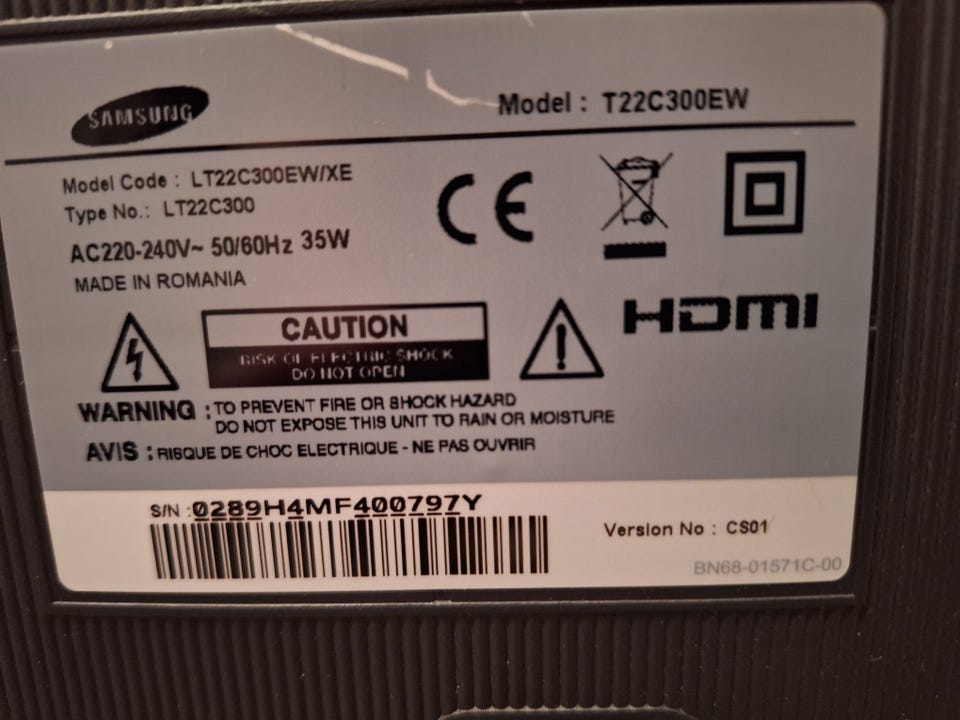 SAMSUNG
Model : T22C300EW
Model Code : LT22C300EW/XE
Type No.: LT22C300
AC220-240V~ 50/60Hz 35W
MADE IN ROMANIA
CE
HDMI
CAUTION
RISK OF ELECTRIC SHOCK
DO NOT OPEN
WARNING : TO PREVENT FIRE OR SHOCK HAZARD
DO NOT EXPOSE THIS UNIT TO RAIN OR MOISTURE
AVIS : RISQUE DE CHOC ELECTRIQUE - NE PAS OUVRIR
S/N : 0289H4MF400797Y
Version No : CS01
BN68-01571C-00